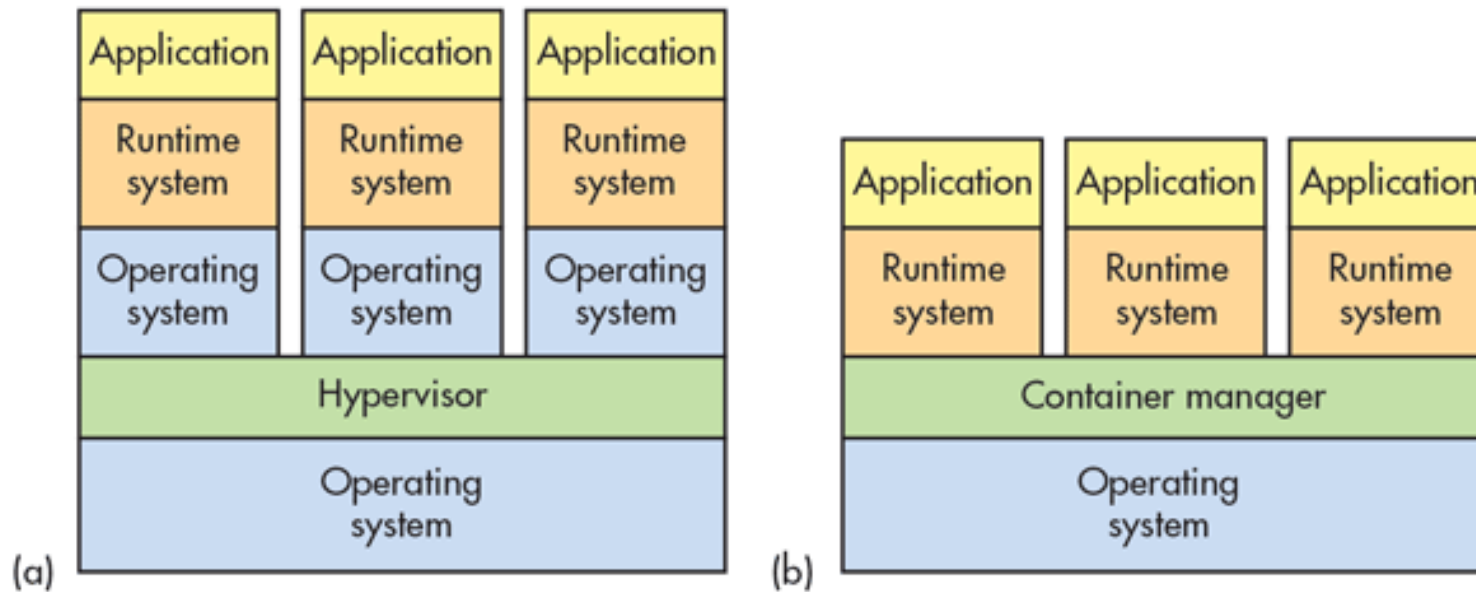 Application Application Application
Runtime system Runtime system Runtime system
Operating system Operating system Operating system
Hypervisor
Operating system
(a)
Application Application Application
Runtime system Runtime system Runtime system
Container manager
Operating system
(b)